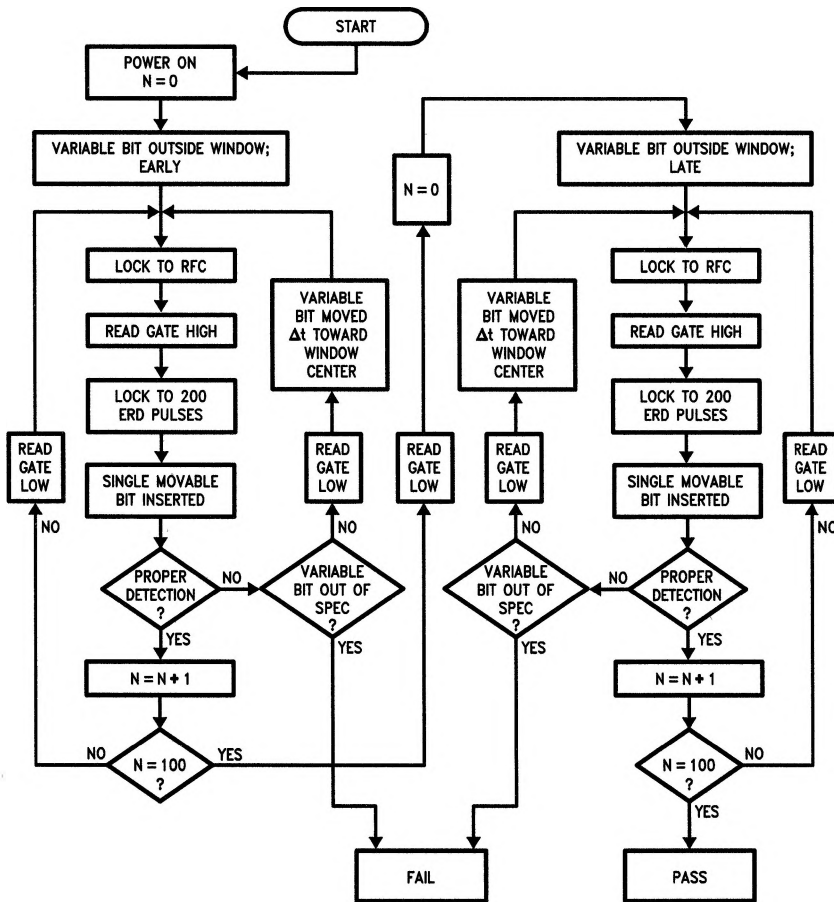 START
POWER ON
N = 0
VARIABLE BIT OUTSIDE WINDOW;
EARLY
LOCK TO RFC
READ GATE HIGH
LOCK TO 200
ERD PULSES
SINGLE MOVABLE
BIT INSERTED
PROPER
DETECTION
?
NO
YES
N = N + 1
N = 100
?
NO
YES
READ
GATE
LOW
NO
VARIABLE
BIT MOVED
Δt TOWARD
WINDOW
CENTER
READ
GATE
LOW
NO
VARIABLE
BIT OUT OF
SPEC
?
YES
READ
GATE
LOW
N = 0
VARIABLE BIT OUTSIDE WINDOW;
LATE
LOCK TO RFC
READ GATE HIGH
LOCK TO 200
ERD PULSES
SINGLE MOVABLE
BIT INSERTED
PROPER
DETECTION
?
NO
YES
N = N + 1
N = 100
?
NO
YES
READ
GATE
LOW
NO
VARIABLE
BIT MOVED
Δt TOWARD
WINDOW
CENTER
READ
GATE
LOW
NO
VARIABLE
BIT OUT OF
SPEC
?
YES
FAIL
PASS